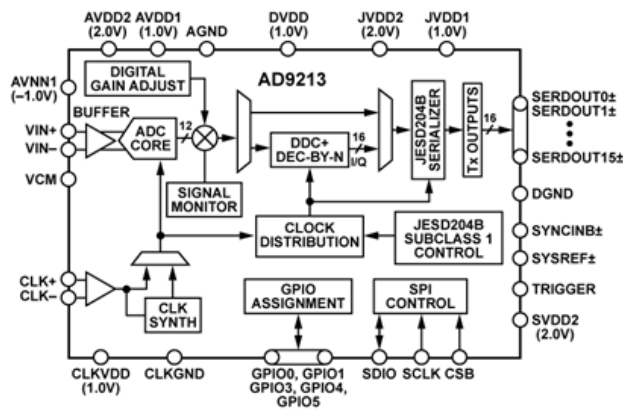 AVDD2
(2.0V)
AVDD1
(1.0V)
AGND
DVDD
(1.0V)
JVDD2
(2.0V)
JVDD1
(1.0V)
AVNN1
(–1.0V)
DIGITAL
GAIN ADJUST
AD9213
BUFFER
VIN+
VIN–
ADC
CORE
12
DDC+
DEC-BY-N
16
I/Q
JESD204B
SERIALIZER
Tx OUTPUTS
16
SERDOUT0±
SERDOUT1±
SERDOUT15±
VCM
SIGNAL
MONITOR
DGND
CLOCK
DISTRIBUTION
JESD204B
SUBCLASS 1
CONTROL
SYNCINB±
SYSREF±
CLK+
CLK–
CLK
SYNTH
GPIO
ASSIGNMENT
SPI
CONTROL
TRIGGER
SVDD2
(2.0V)
CLKVDD
(1.0V)
CLKGND
GPIO0, GPIO1
GPIO3, GPIO4,
GPIO5
SDIO
SCLK
CSB